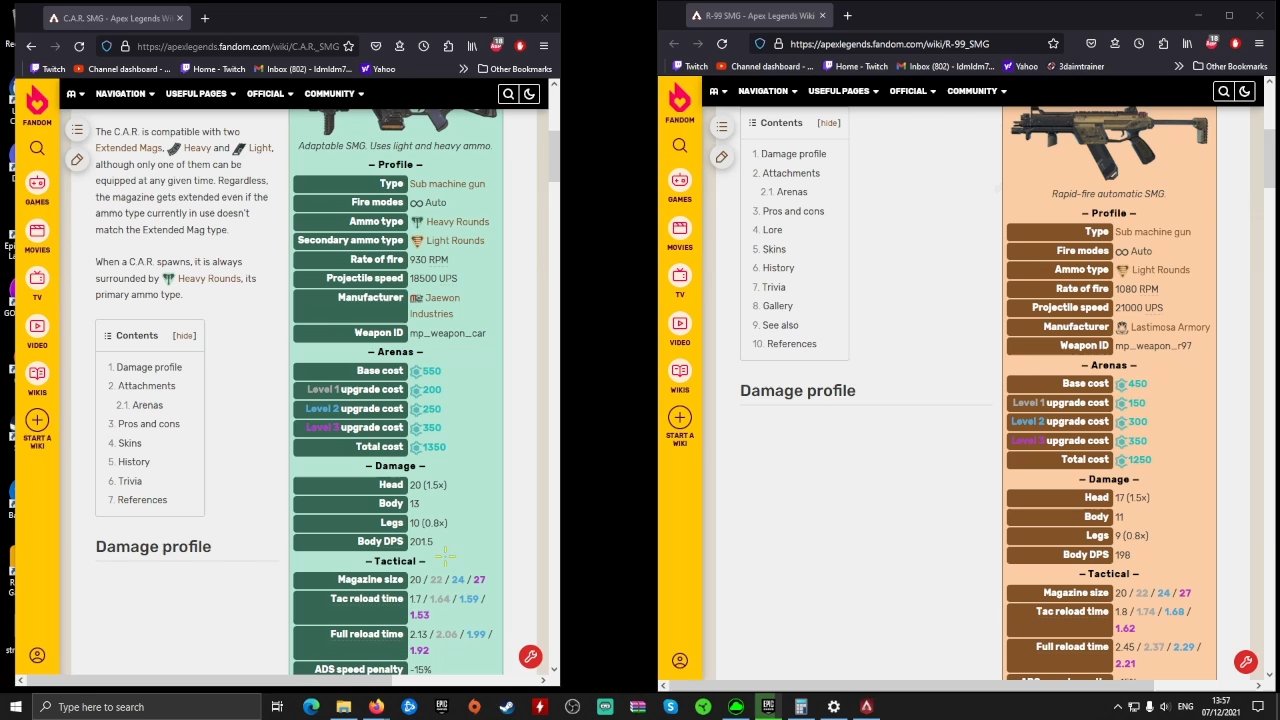 C.A.R. SMG - Apex Legends Wi
https://apexlegends.fandom.com/wiki/C.A.R._SMG
18
Twitch
Channel dashboard - ...
Home - Twitch
Inbox (802) - ldmldm7...
Yahoo
Other Bookmarks
NAVIGATION
USEFUL PAGES
OFFICIAL
COMMUNITY
FANDOM
GAMES
MOVIES
TV
VIDEO
WIKIS
START A
WIKI
The C.A.R. is compatible with two
Extended Mags, Heavy and Light,
although only one of them can be
equipped at any given time. Regardless,
the magazine gets extended even if the
ammo type currently in use doesn't
match the Extended Mag type.
When a C.A.R. spawns, it is always
surrounded by Heavy Rounds, its
primary ammo type.
Contents [hide]
1. Damage profile
2. Attachments
2.1. Arenas
3. Pros and cons
4. Skins
5. History
6. Trivia
7. References
Damage profile
Adaptable SMG. Uses light and heavy ammo.
— Profile —
Type Sub machine gun
Fire modes Auto
Ammo type Heavy Rounds
Secondary ammo type Light Rounds
Rate of fire 930 RPM
Projectile speed 18500 UPS
Manufacturer Jaewon
Industries
Weapon ID mp_weapon_car
— Arenas —
Base cost 550
Level 1 upgrade cost 200
Level 2 upgrade cost 250
Level 3 upgrade cost 350
Total cost 1350
— Damage —
Head 20 (1.5×)
Body 13
Legs 10 (0.8×)
Body DPS 201.5
— Tactical —
Magazine size 20 / 22 / 24 / 27
Tac reload time 1.7 / 1.64 / 1.59 /
1.53
Full reload time 2.13 / 2.06 / 1.99 /
1.92
ADS speed penalty -15%
R-99 SMG - Apex Legends Wiki
https://apexlegends.fandom.com/wiki/R-99_SMG
18
Twitch
Channel dashboard - ...
Home - Twitch
Inbox (802) - ldmldm7...
Yahoo
3daimtrainer
Other Bookmarks
NAVIGATION
USEFUL PAGES
OFFICIAL
COMMUNITY
FANDOM
GAMES
MOVIES
TV
VIDEO
WIKIS
START A
WIKI
Contents [hide]
1. Damage profile
2. Attachments
2.1. Arenas
3. Pros and cons
4. Lore
5. Skins
6. History
7. Trivia
8. Gallery
9. See also
10. References
Damage profile
Rapid-fire automatic SMG.
— Profile —
Type Sub machine gun
Fire modes Auto
Ammo type Light Rounds
Rate of fire 1080 RPM
Projectile speed 21000 UPS
Manufacturer Lastimosa Armory
Weapon ID mp_weapon_r97
— Arenas —
Base cost 450
Level 1 upgrade cost 150
Level 2 upgrade cost 300
Level 3 upgrade cost 350
Total cost 1250
— Damage —
Head 17 (1.5×)
Body 11
Legs 9 (0.8×)
Body DPS 198
— Tactical —
Magazine size 20 / 22 / 24 / 27
Tac reload time 1.8 / 1.74 / 1.68 /
1.62
Full reload time 2.45 / 2.37 / 2.29 /
2.21
Type here to search
EPIC
ENG
13:57
07/12/2021